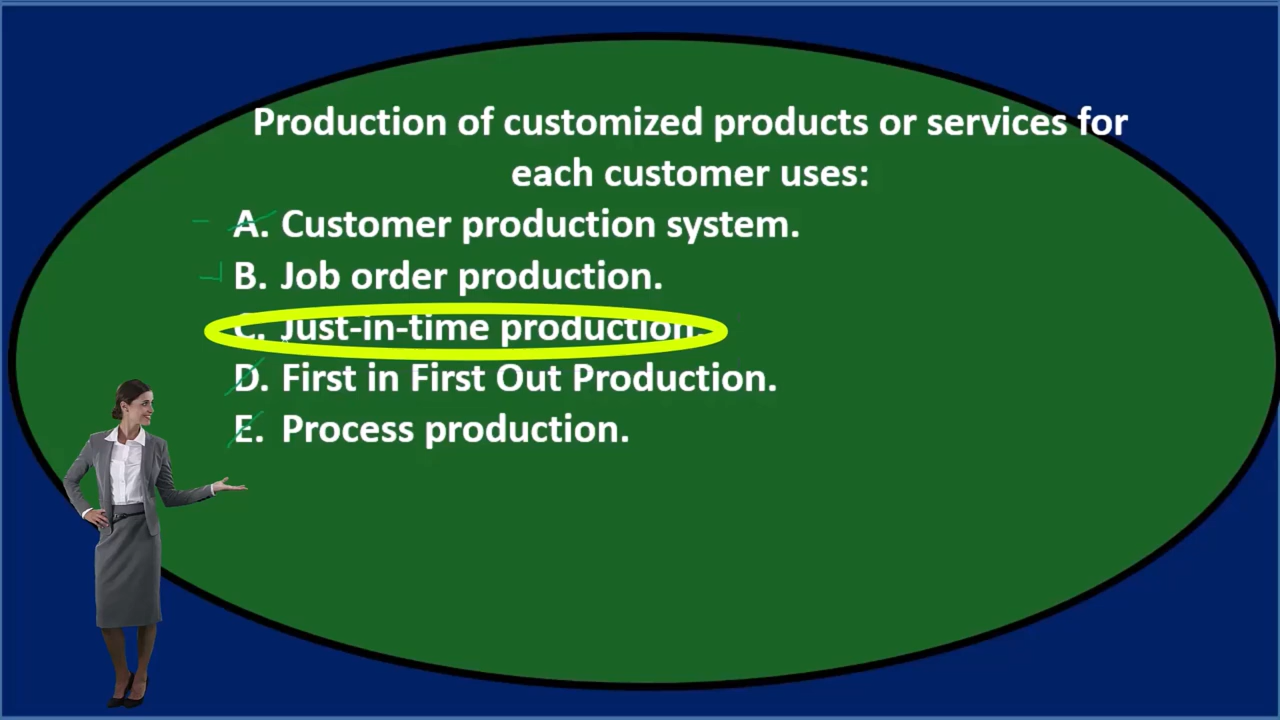 Production of customized products or services for
each customer uses:
A. Customer production system.
B. Job order production.
C. Just-in-time production.
D. First in First Out Production.
E. Process production.